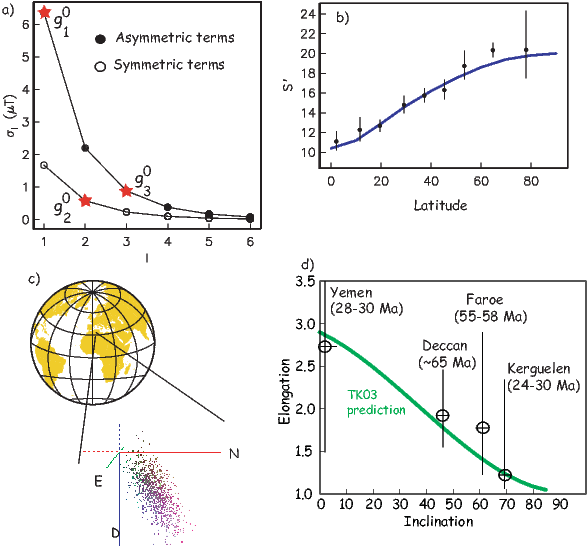 a)
g₁⁰
Asymmetric terms
Symmetric terms
g₃⁰
g₂⁰
σₗ (μT)
6
5
4
3
2
1
0
1 2 3 4 5 6
l
b)
S'
24
22
20
18
16
14
12
10
0 20 40 60 80
Latitude
c)
N
E
D
d)
Elongation
3.5
3.0
2.5
2.0
1.5
1.0
Yemen
(28-30 Ma)
Faroe
(55-58 Ma)
Deccan
(~65 Ma)
Kerguelen
(24-30 Ma)
TK03
prediction
0 10 20 30 40 50 60 70 80 90
Inclination